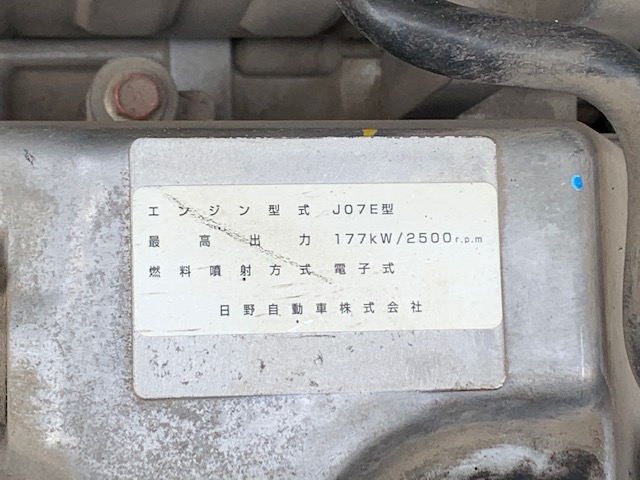 エンジン型式 J07E型
最高出力 177kW/2500r.p.m
燃料噴射方式 電子式
日野自動車株式会社